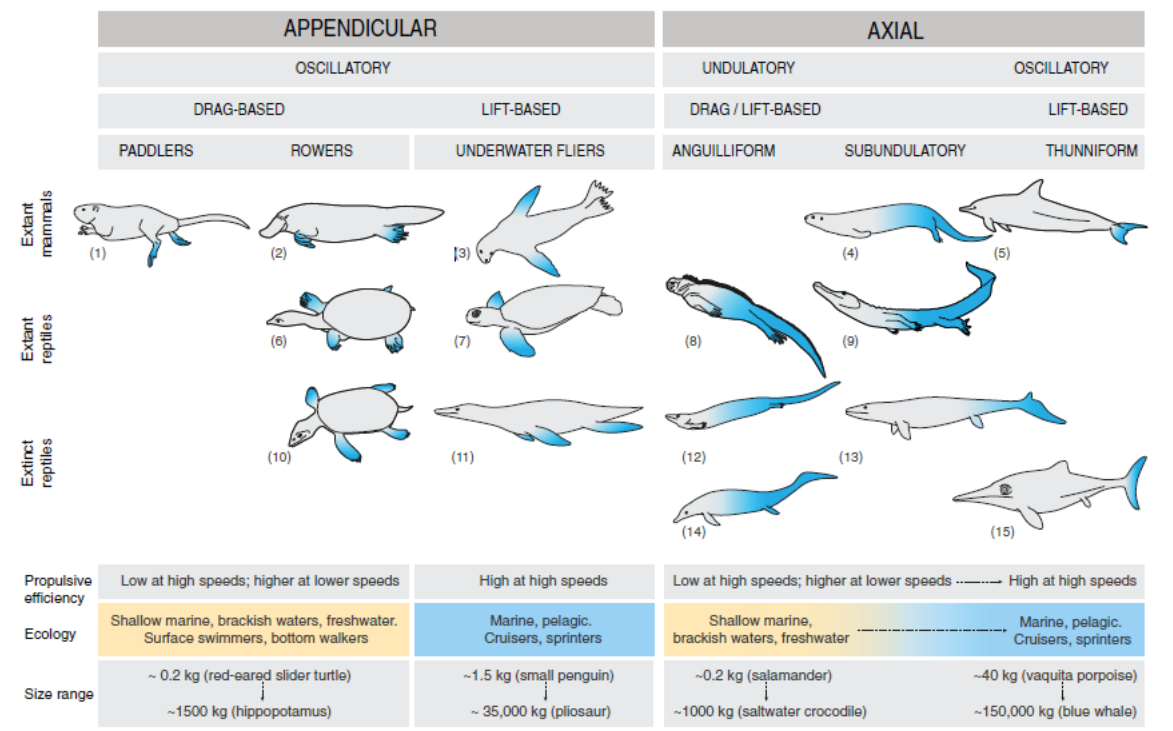 APPENDICULAR
AXIAL
OSCILLATORY
UNDULATORY
OSCILLATORY
DRAG-BASED
LIFT-BASED
DRAG / LIFT-BASED
LIFT-BASED
PADDLERS
ROWERS
UNDERWATER FLIERS
ANGUILLIFORM
SUBUNDULATORY
THUNNIFORM
Extant
mammals
(1)
(2)
(3)
(4)
(5)
Extant
reptiles
(6)
(7)
(8)
(9)
Extinct
reptiles
(10)
(11)
(12)
(13)
(14)
(15)
Propulsive
efficiency
Low at high speeds; higher at lower speeds
High at high speeds
Low at high speeds; higher at lower speeds
High at high speeds
Ecology
Shallow marine, brackish waters, freshwater.
Surface swimmers, bottom walkers
Marine, pelagic.
Cruisers, sprinters
Shallow marine,
brackish waters, freshwater
Marine, pelagic.
Cruisers, sprinters
Size range
~ 0.2 kg (red-eared slider turtle)
~1500 kg (hippopotamus)
~1.5 kg (small penguin)
~ 35,000 kg (pliosaur)
~0.2 kg (salamander)
~1000 kg (saltwater crocodile)
~40 kg (vaquita porpoise)
~150,000 kg (blue whale)